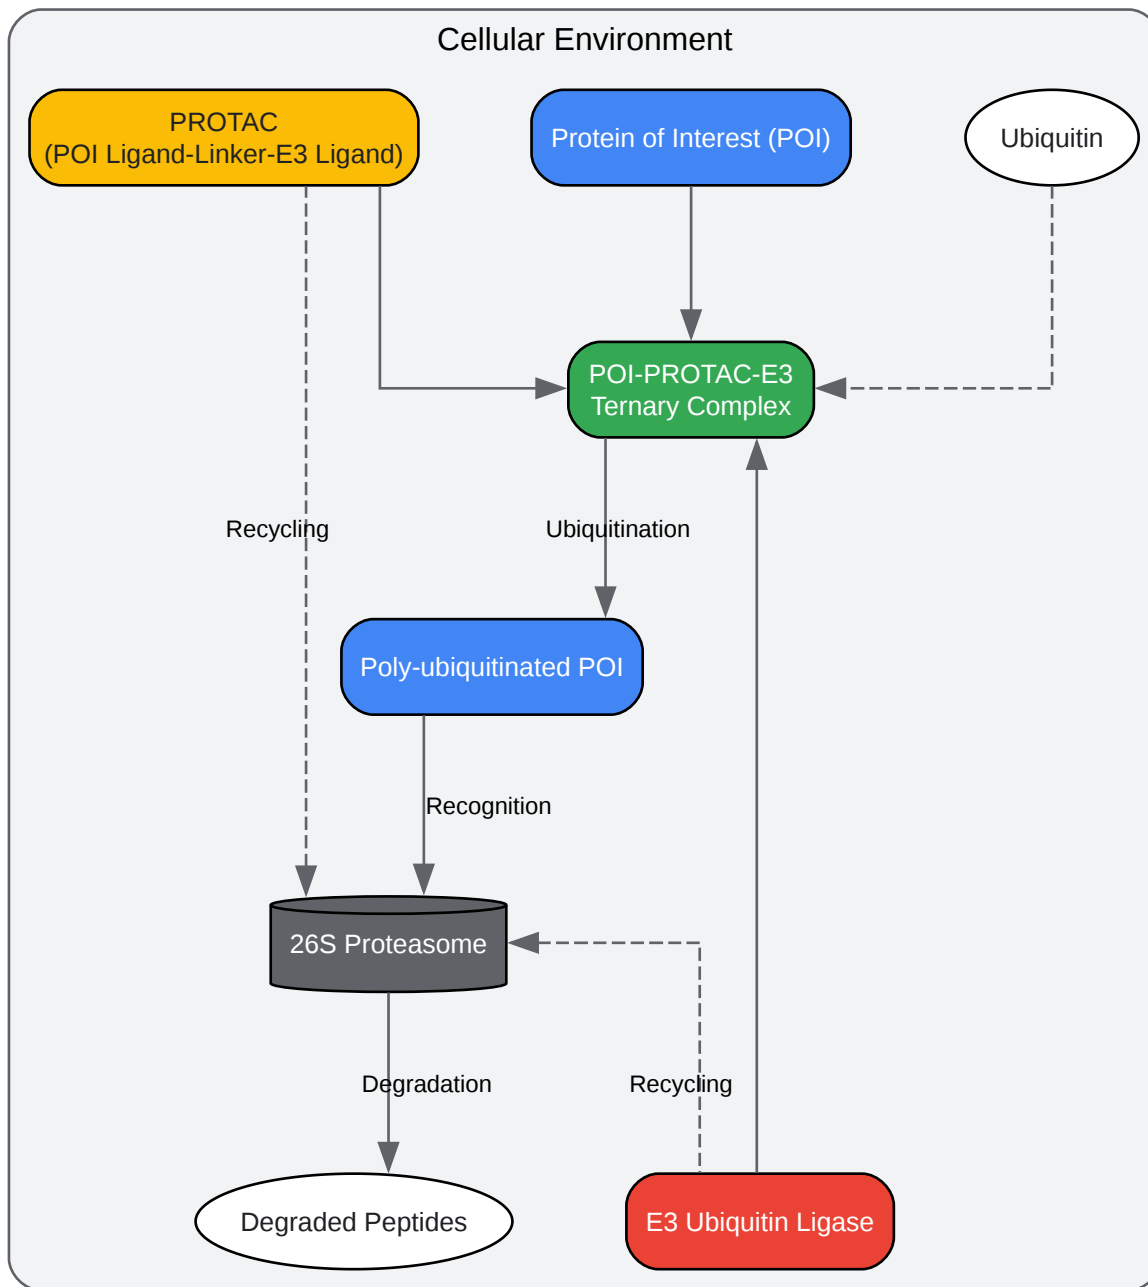 Cellular Environment
PROTAC
(POI Ligand-Linker-E3 Ligand)
Protein of Interest (POI)
Ubiquitin
POI-PROTAC-E3
Ternary Complex
Recycling
Ubiquitination
Poly-ubiquitinated POI
Recognition
26S Proteasome
Degradation
Recycling
Degraded Peptides
E3 Ubiquitin Ligase